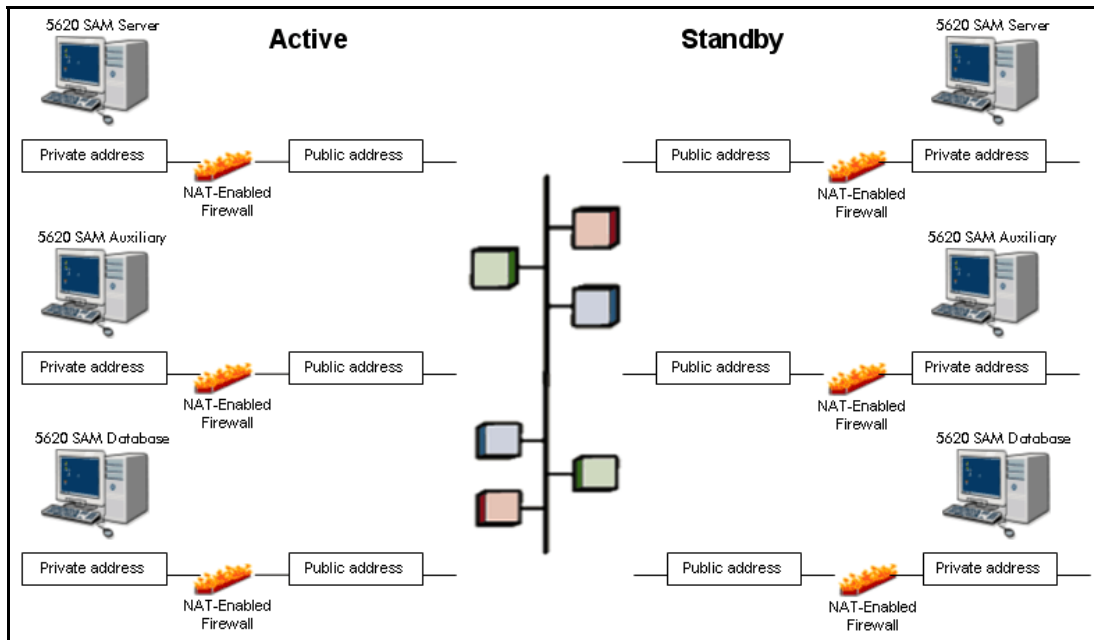 5620 SAM Server
Active
Standby
5620 SAM Server
Private address
Public address
Public address
Private address
NAT-Enabled
Firewall
NAT-Enabled
Firewall
5620 SAM Auxiliary
5620 SAM Auxiliary
Private address
Public address
Public address
Private address
NAT-Enabled
Firewall
NAT-Enabled
Firewall
5620 SAM Database
5620 SAM Database
Private address
Public address
Public address
Private address
NAT-Enabled
Firewall
NAT-Enabled
Firewall